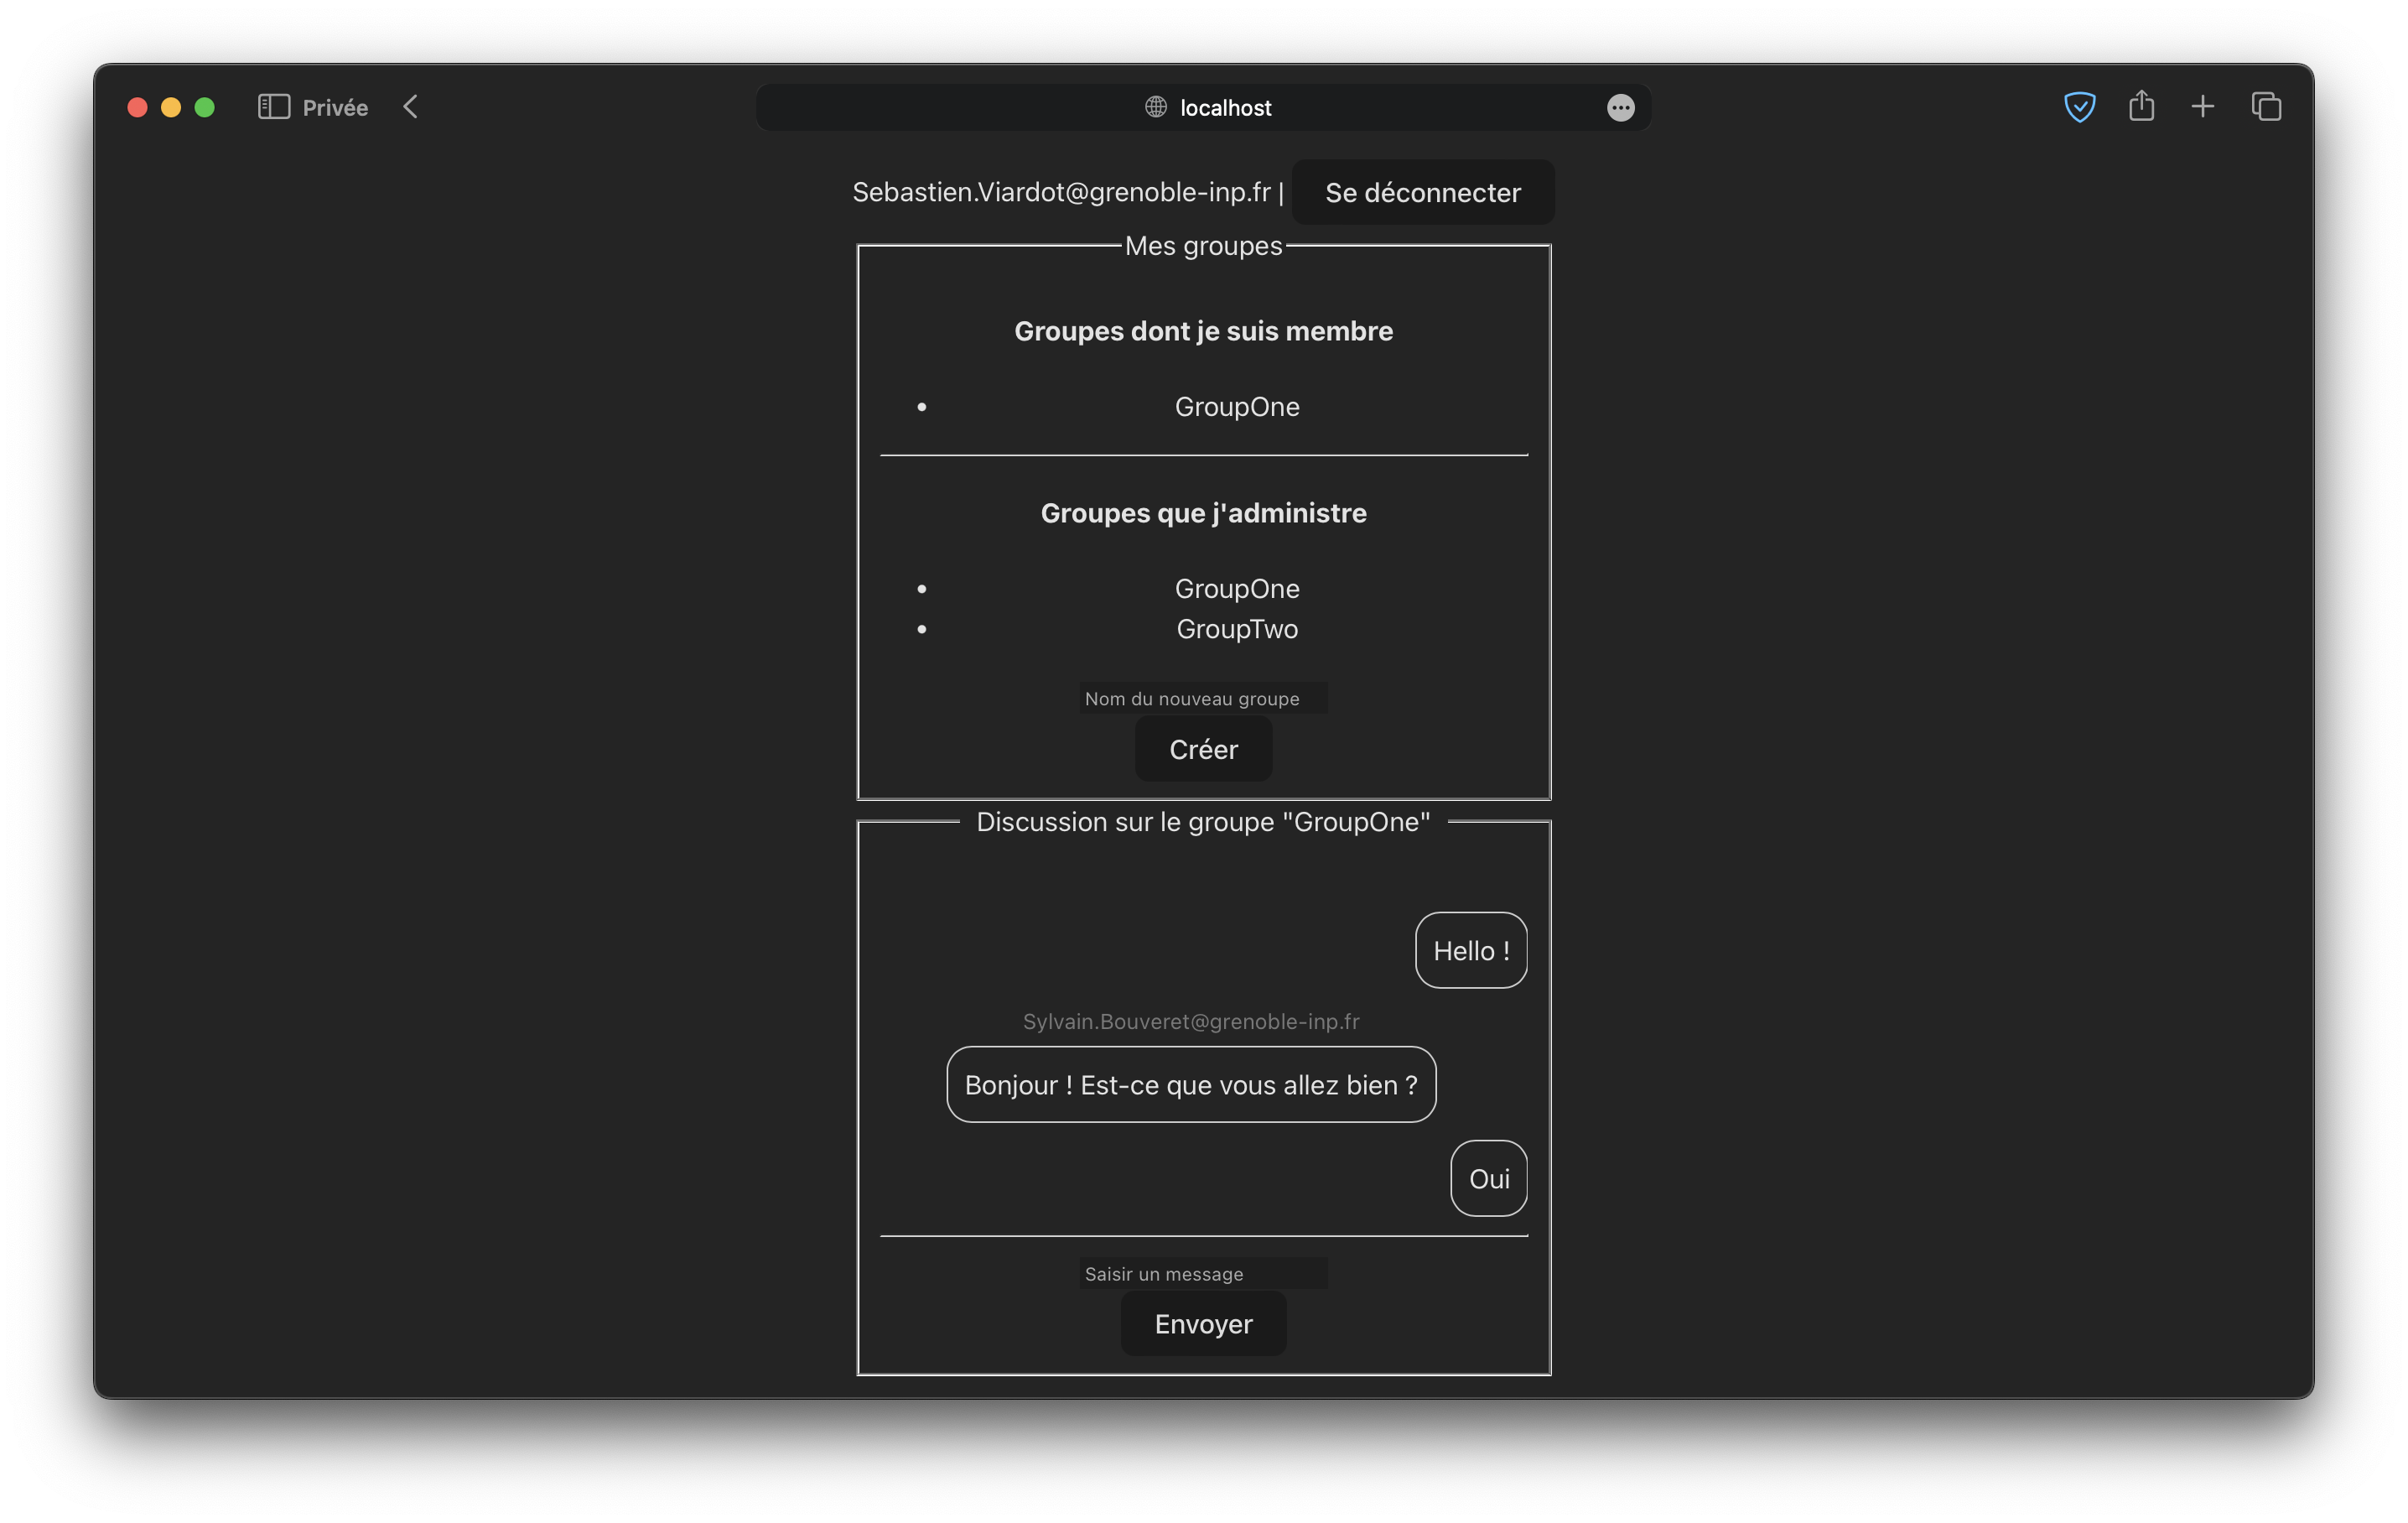 Privée
localhost
Sebastien.Viardot@grenoble-inp.fr | Se déconnecter
Mes groupes
Groupes dont je suis membre
• GroupOne
Groupes que j'administre
• GroupOne
• GroupTwo
Nom du nouveau groupe
Créer
Discussion sur le groupe "GroupOne"
Hello !
Sylvain.Bouveret@grenoble-inp.fr
Bonjour ! Est-ce que vous allez bien ?
Oui
Saisir un message
Envoyer